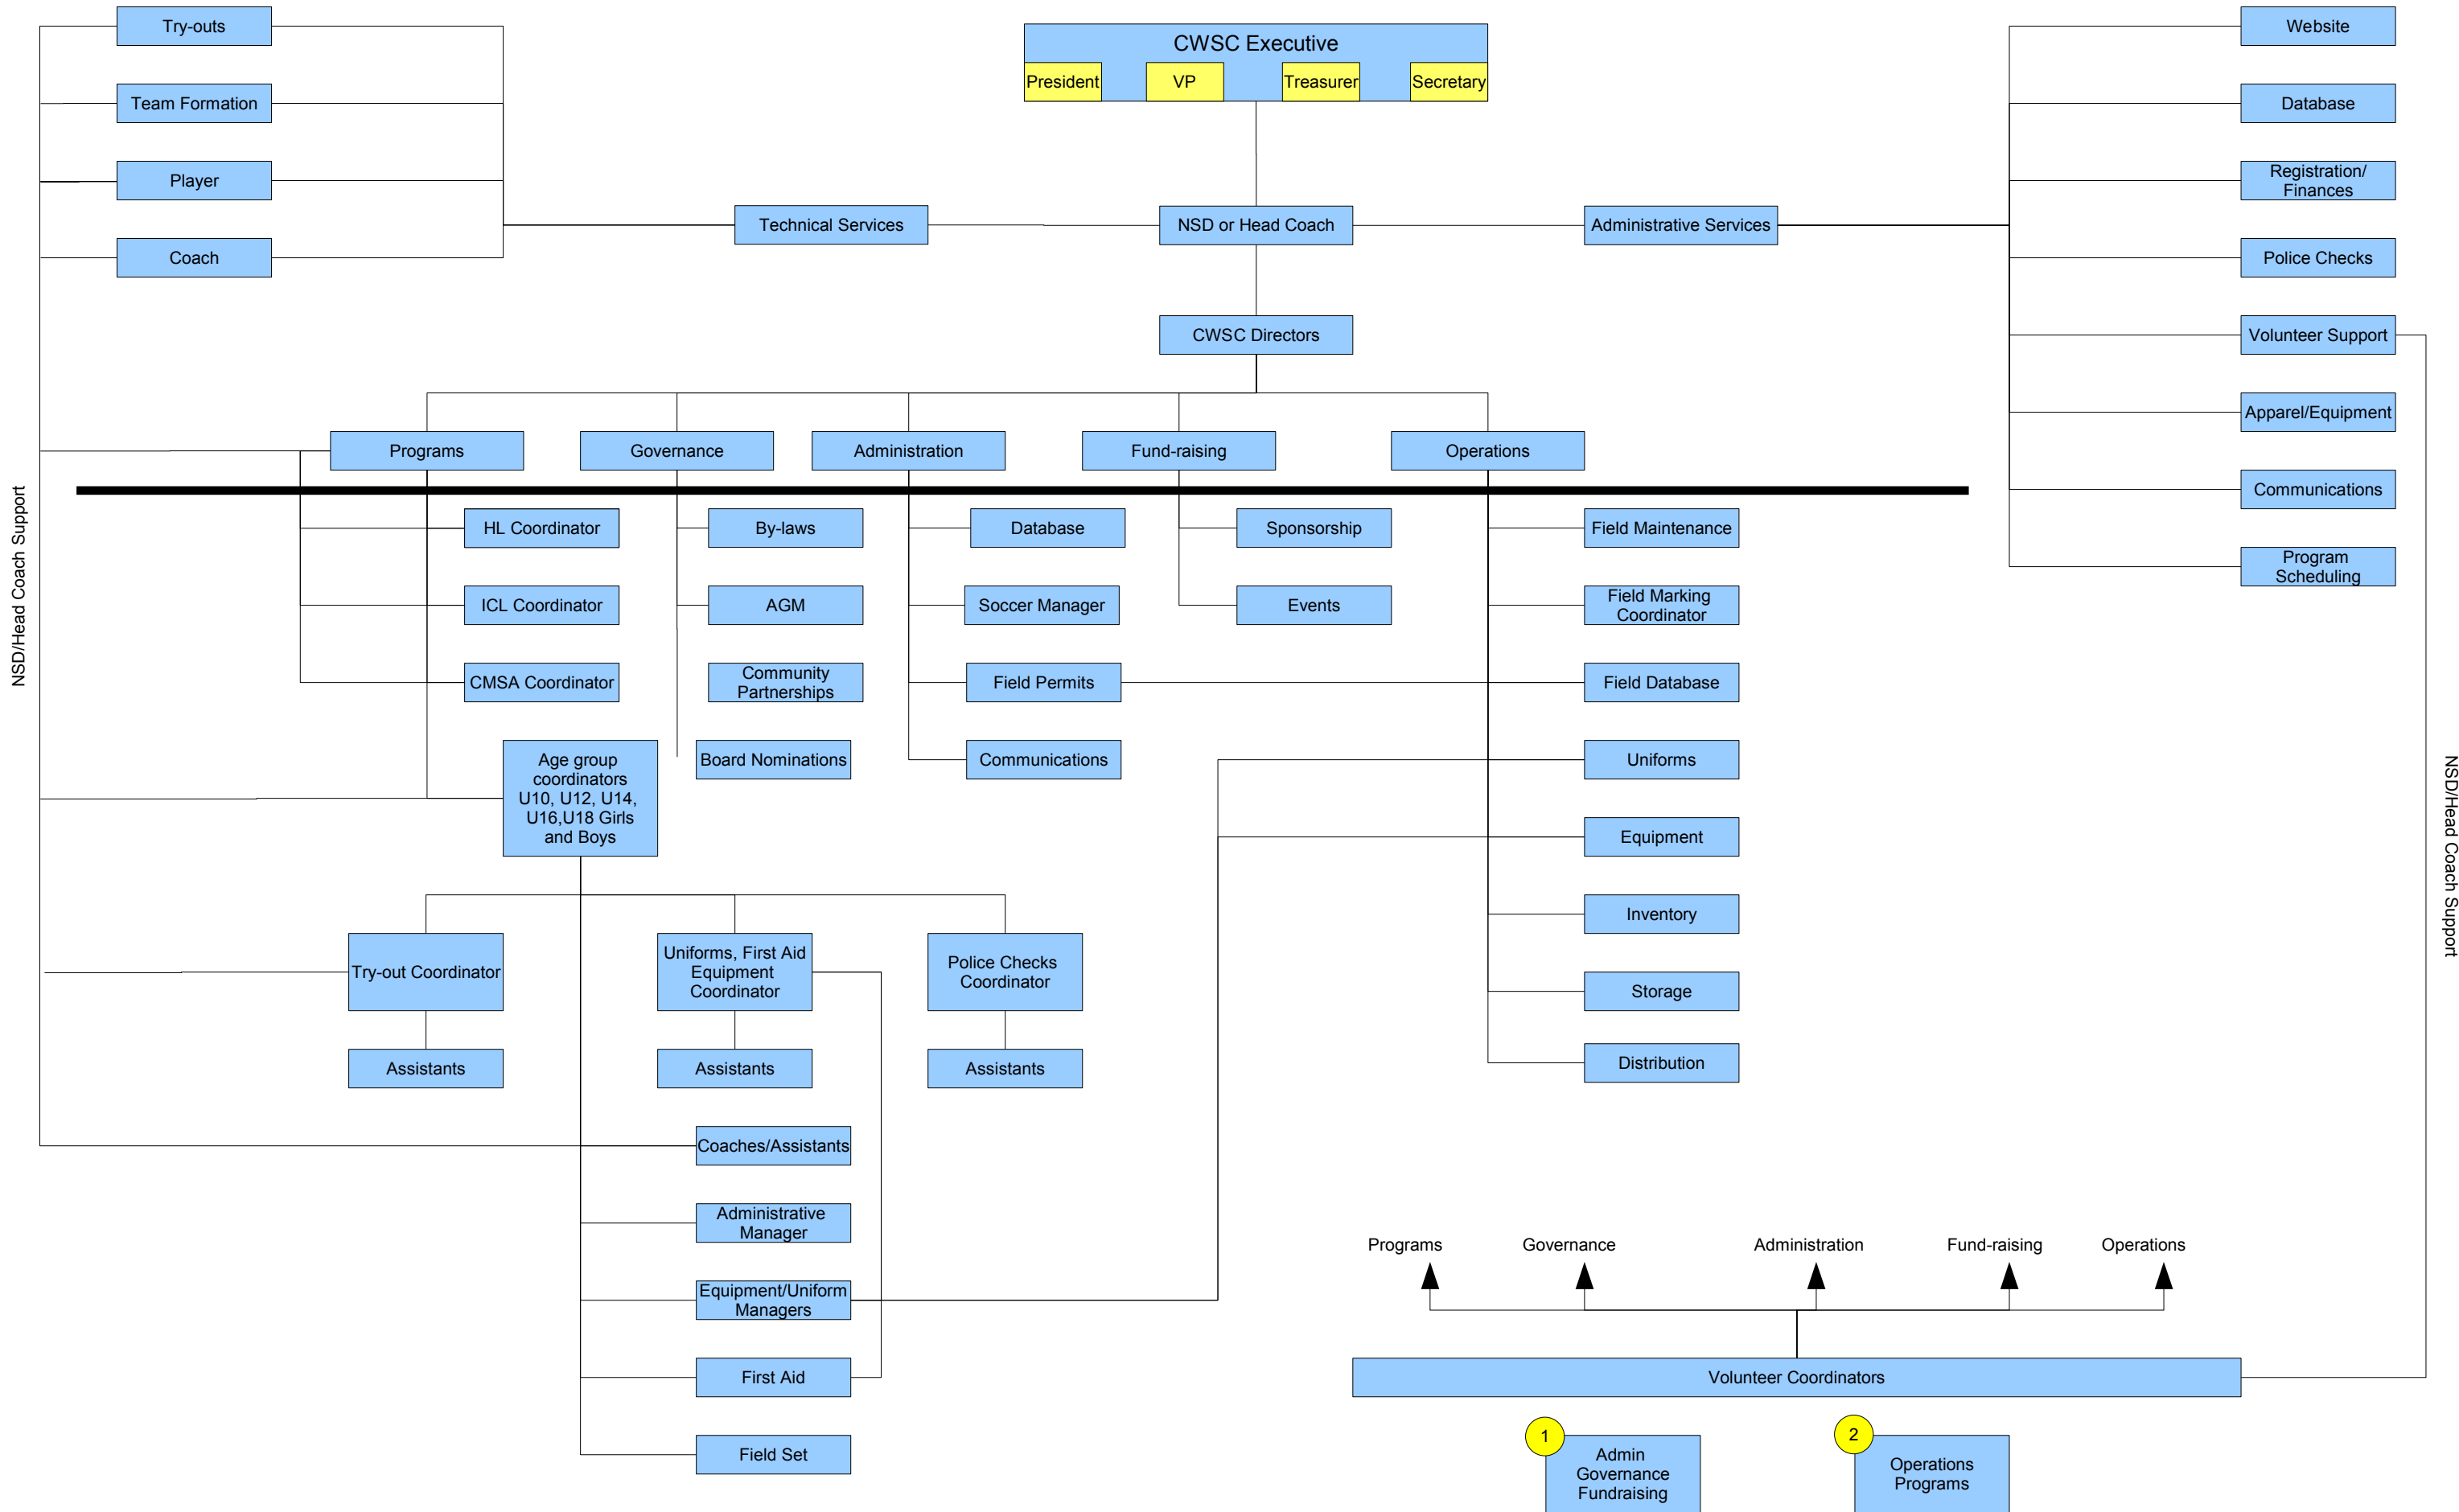 Try-outs
Team Formation
Player
Coach
CWSC Executive
President
VP
Treasurer
Secretary
Technical Services
NSD or Head Coach
Administrative Services
CWSC Directors
Website
Database
Registration/
Finances
Police Checks
Volunteer Support
Apparel/Equipment
Communications
Program
Scheduling
Programs
Governance
Administration
Fund-raising
Operations
NSD/Head Coach Support
HL Coordinator
ICL Coordinator
CMSA Coordinator
By-laws
AGM
Community
Partnerships
Board Nominations
Database
Soccer Manager
Field Permits
Communications
Sponsorship
Events
Field Maintenance
Field Marking
Coordinator
Field Database
Uniforms
Equipment
Inventory
Storage
Distribution
NSD/Head Coach Support
Age group
coordinators
U10, U12, U14,
U16,U18 Girls
and Boys
Try-out Coordinator
Uniforms, First Aid
Equipment
Coordinator
Police Checks
Coordinator
Assistants
Assistants
Assistants
Coaches/Assistants
Administrative
Manager
Equipment/Uniform
Managers
First Aid
Field Set
Programs
Governance
Administration
Fund-raising
Operations
Volunteer Coordinators
1
Admin
Governance
Fundraising
2
Operations
Programs